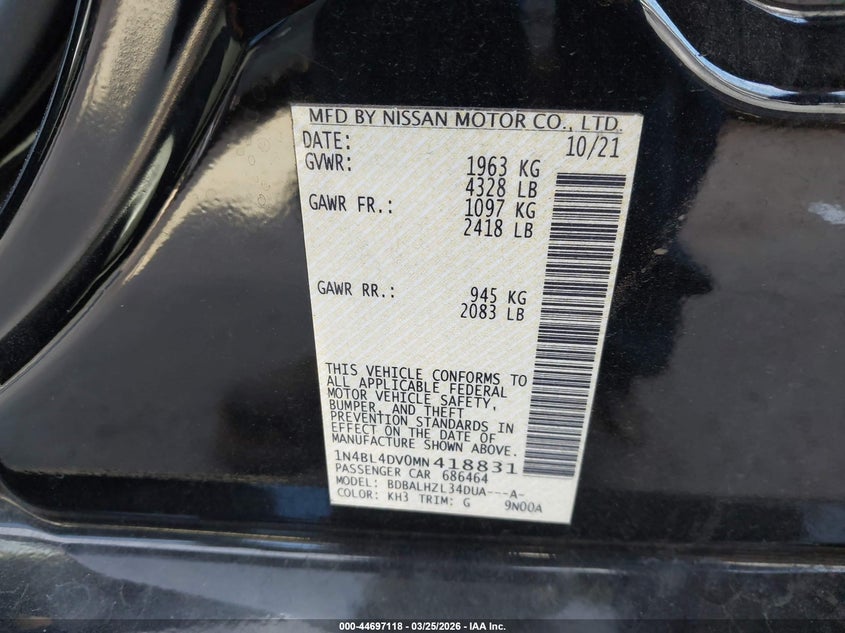 MFD BY NISSAN MOTOR CO., LTD.
DATE: 10/21
GVWR: 1963 KG
4328 LB
GAWR FR.: 1097 KG
2418 LB
GAWR RR.: 945 KG
2083 LB
THIS VEHICLE CONFORMS TO
ALL APPLICABLE FEDERAL
MOTOR VEHICLE SAFETY,
BUMPER, AND THEFT
PREVENTION STANDARDS IN
EFFECT ON THE DATE OF
MANUFACTURE SHOWN ABOVE.
1N4BL4DV0MN418831
PASSENGER CAR 686464
MODEL: BDBALHZL34DUA---A-
COLOR: KH3 TRIM: G 9N00A
000-44697118 - 03/25/2026 - IAA Inc.